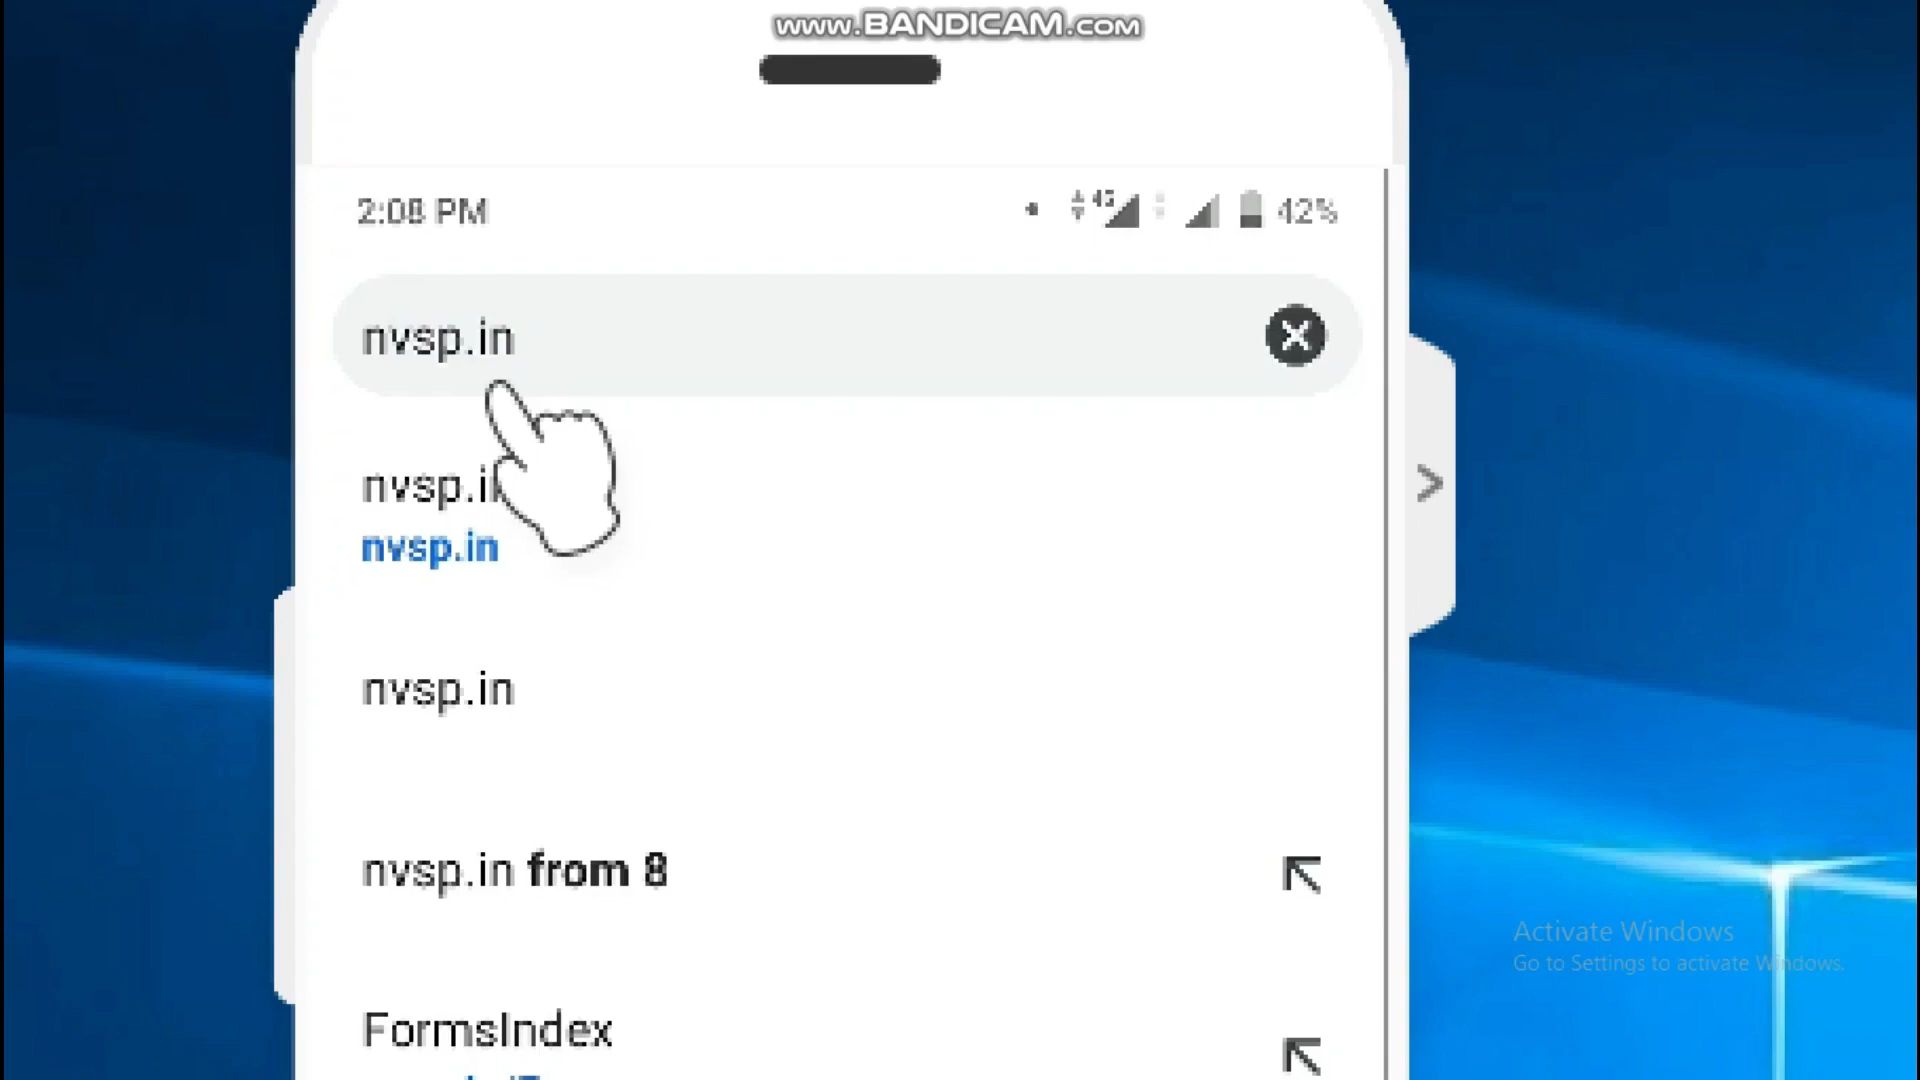 www.BANDICAM.com
2:08 PM
4G
42%
nvsp.in
nvsp.in
nvsp.in
nvsp.in from 8
FormsIndex
Activate Windows
Go to Settings to activate Windows.